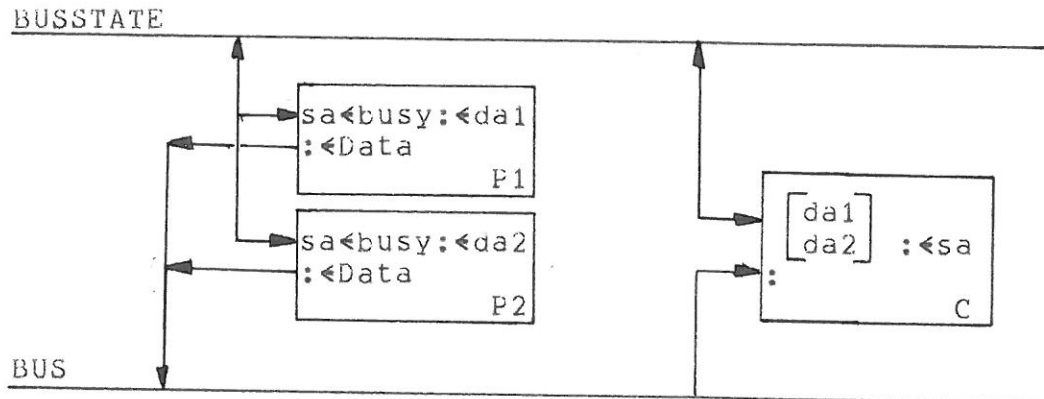 BUSSTATE
sa<busy:<da1
:<Data
P1
sa<busy:<da2
:<Data
P2
da1
da2 :<sa
:
C
BUS